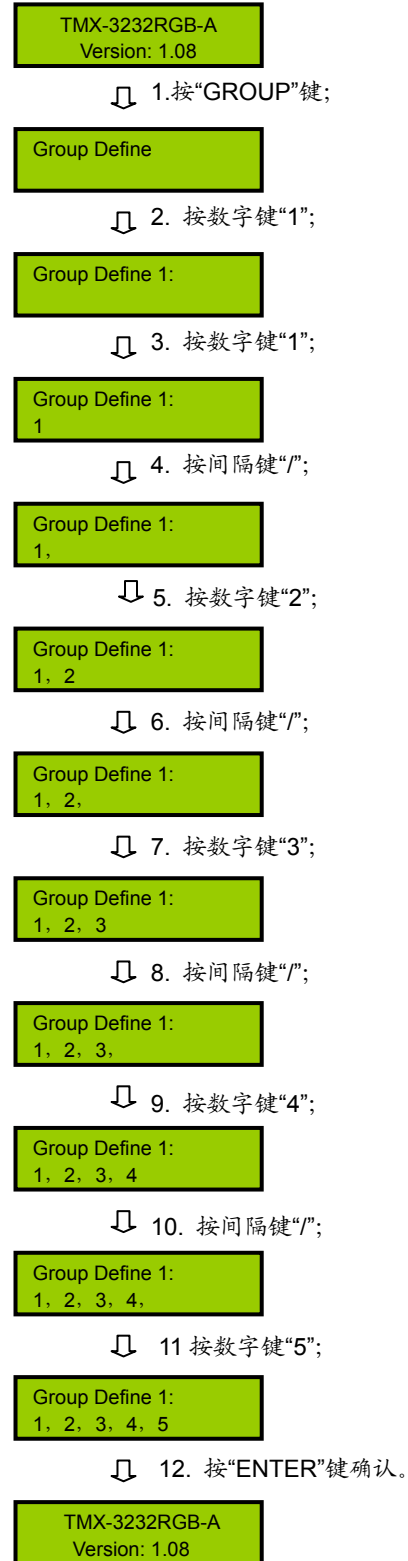 TMX-3232RGB-A
Version: 1.08
1.按“GROUP”键;
Group Define
2. 按数字键“1”;
Group Define 1:
3. 按数字键“1”;
Group Define 1:
1
4. 按间隔键“/”;
Group Define 1:
1，
5. 按数字键“2”;
Group Define 1:
1，2
6. 按间隔键“/”;
Group Define 1:
1，2，
7. 按数字键“3”;
Group Define 1:
1，2，3
8. 按间隔键“/”;
Group Define 1:
1，2，3，
9. 按数字键“4”;
Group Define 1:
1，2，3，4
10. 按间隔键“/”;
Group Define 1:
1，2，3，4，
11 按数字键“5”;
Group Define 1:
1，2，3，4，5
12. 按“ENTER”键确认。
TMX-3232RGB-A
Version: 1.08